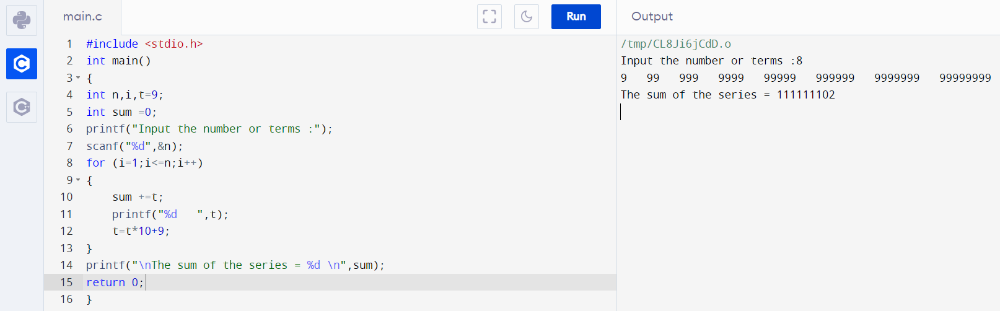 main.c
Run
Output
1 #include <stdio.h>
2 int main()
3 {
4 int n,i,t=9;
5 int sum =0;
6 printf("Input the number or terms :");
7 scanf("%d",&n);
8 for (i=1;i<=n;i++)
9 {
10     sum +=t;
11     printf("%d   ",t);
12     t=t*10+9;
13 }
14 printf("\nThe sum of the series = %d \n",sum);
15 return 0;
16 }
/tmp/CL8Ji6jCdD.o
Input the number or terms :8
9   99   999   9999   99999   999999   9999999   99999999
The sum of the series = 111111102